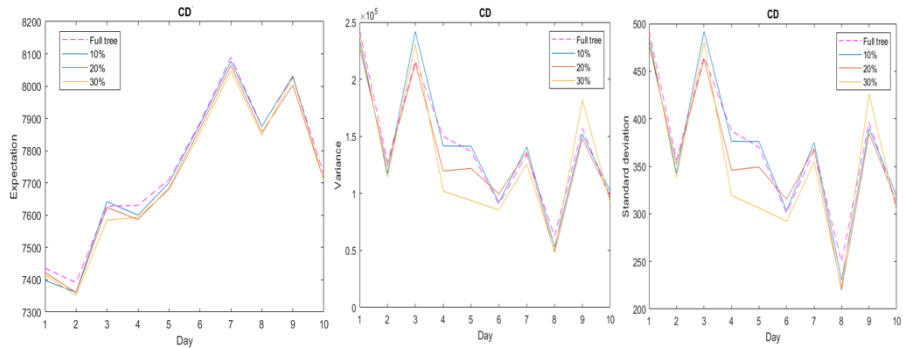 CD
Expectation
8200
8100
8000
7900
7800
7700
7600
7500
7400
7300
Full tree
10%
20%
30%
1 2 3 4 5 6 7 8 9 10
Day
CD
×10⁵
Variance
2.5
2
1.5
1
0.5
0
Full tree
10%
20%
30%
1 2 3 4 5 6 7 8 9 10
Day
CD
Standard deviation
500
450
400
350
300
250
200
Full tree
10%
20%
30%
1 2 3 4 5 6 7 8 9 10
Day